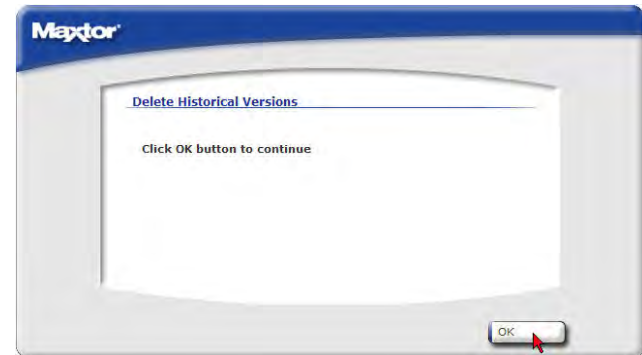 Maxtor
Delete Historical Versions
Click OK button to continue
OK